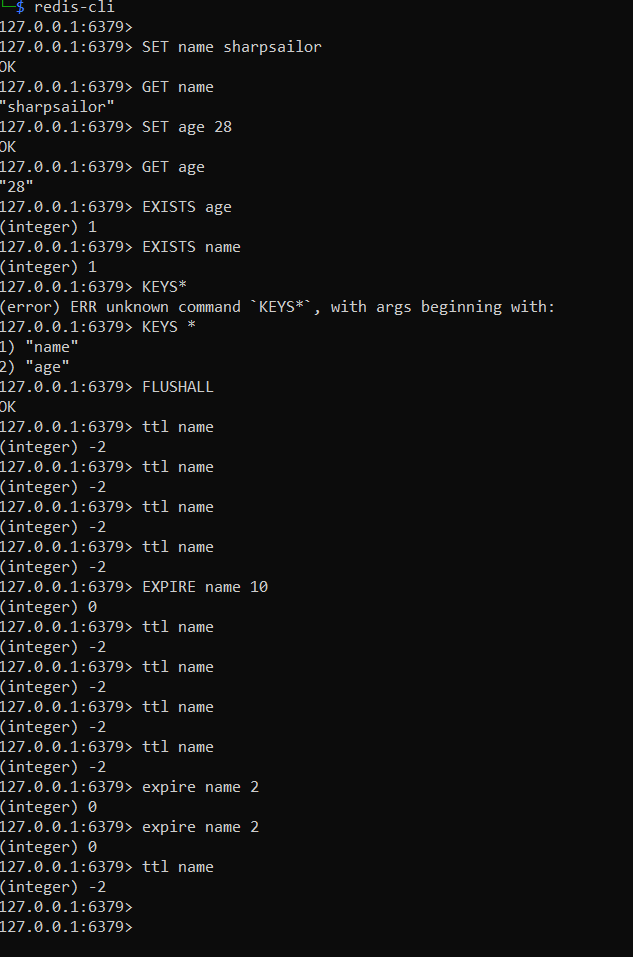 └─$ redis-cli
127.0.0.1:6379>
127.0.0.1:6379> SET name sharpsailor
OK
127.0.0.1:6379> GET name
"sharpsailor"
127.0.0.1:6379> SET age 28
OK
127.0.0.1:6379> GET age
"28"
127.0.0.1:6379> EXISTS age
(integer) 1
127.0.0.1:6379> EXISTS name
(integer) 1
127.0.0.1:6379> KEYS*
(error) ERR unknown command `KEYS*`, with args beginning with:
127.0.0.1:6379> KEYS *
1) "name"
2) "age"
127.0.0.1:6379> FLUSHALL
OK
127.0.0.1:6379> ttl name
(integer) -2
127.0.0.1:6379> ttl name
(integer) -2
127.0.0.1:6379> ttl name
(integer) -2
127.0.0.1:6379> ttl name
(integer) -2
127.0.0.1:6379> EXPIRE name 10
(integer) 0
127.0.0.1:6379> ttl name
(integer) -2
127.0.0.1:6379> ttl name
(integer) -2
127.0.0.1:6379> ttl name
(integer) -2
127.0.0.1:6379> ttl name
(integer) -2
127.0.0.1:6379> expire name 2
(integer) 0
127.0.0.1:6379> expire name 2
(integer) 0
127.0.0.1:6379> ttl name
(integer) -2
127.0.0.1:6379>
127.0.0.1:6379>